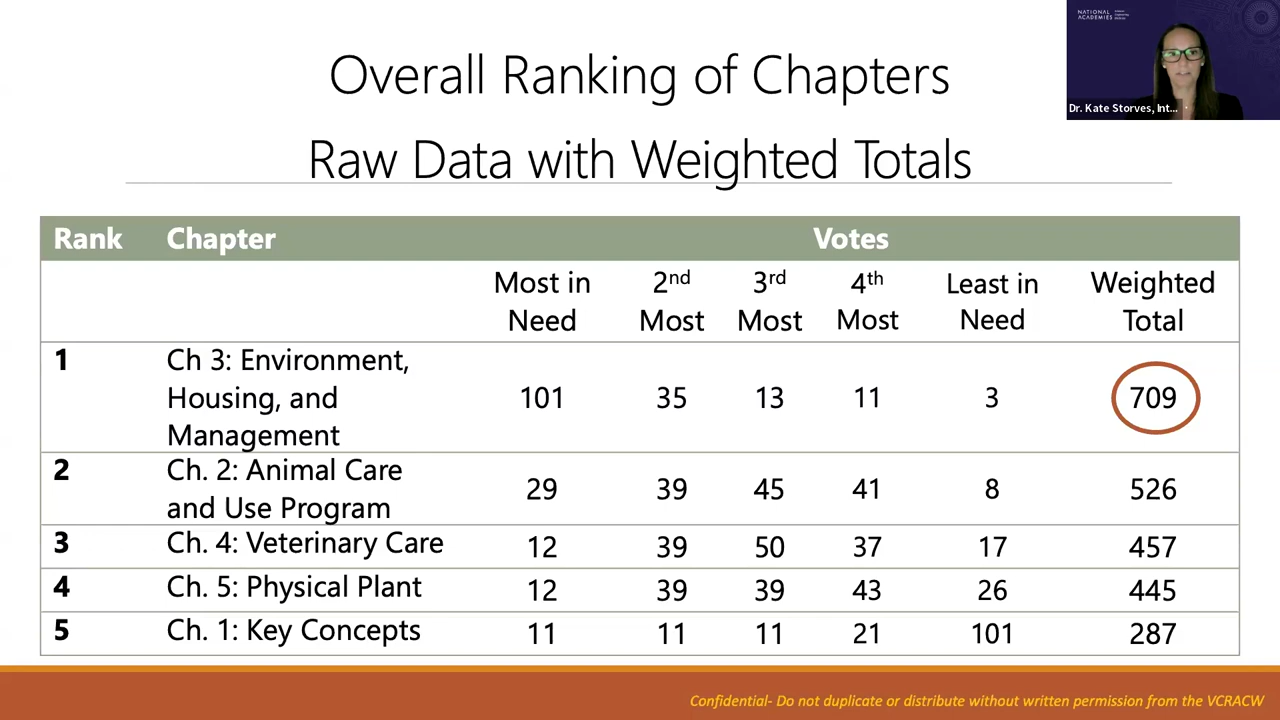 NATIONAL
ACADEMIES
Dr. Kate Storves, Int...
Overall Ranking of Chapters
Raw Data with Weighted Totals
Rank Chapter Votes
Most in Need 2nd Most 3rd Most 4th Most Least in Need Weighted Total
1 Ch 3: Environment, Housing, and Management 101 35 13 11 3 709
2 Ch. 2: Animal Care and Use Program 29 39 45 41 8 526
3 Ch. 4: Veterinary Care 12 39 50 37 17 457
4 Ch. 5: Physical Plant 12 39 39 43 26 445
5 Ch. 1: Key Concepts 11 11 11 21 101 287
Confidential- Do not duplicate or distribute without written permission from the VCRACW